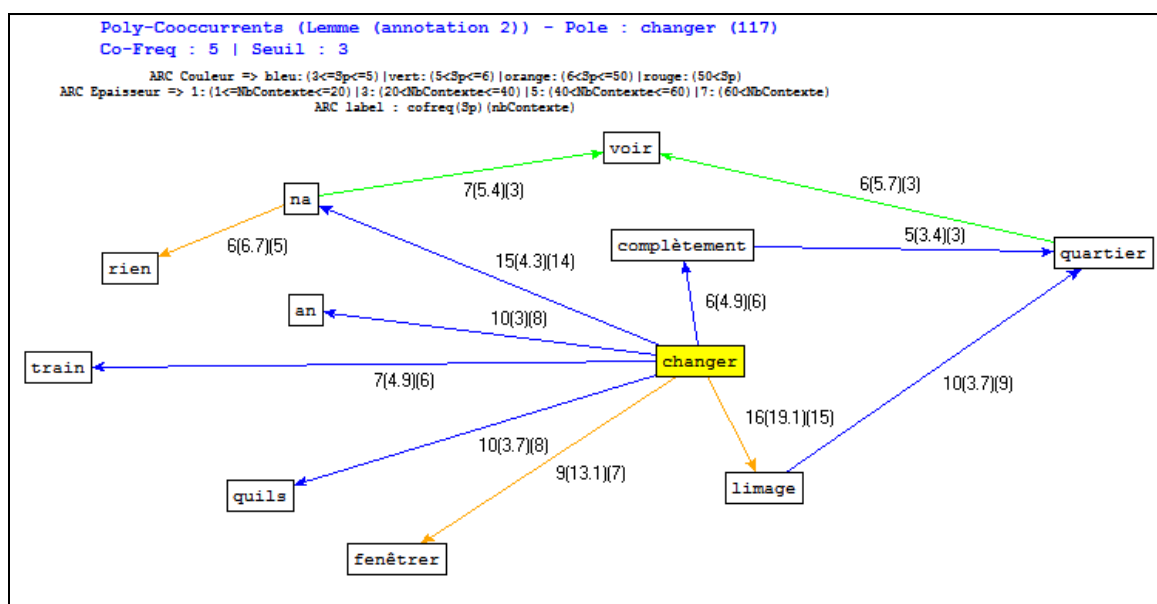 Poly-Cooccurrents (Lemme (annotation 2)) - Pole : changer (117)
Co-Freq : 5 | Seuil : 3
ARC Couleur => bleu:(3<=Sp<=5)|vert:(5<Sp<=6)|orange:(6<Sp<=50)|rouge:(50<Sp)
ARC Epaisseur => 1:(1<=NbContexte<=20)|3:(20<NbContexte<=40)|5:(40<NbContexte<=60)|7:(60<NbContexte)
ARC label : cofreq(Sp)(nbContexte)
voir
7(5.4)(3)
6(5.7)(3)
na
6(6.7)(5)
complètement
5(3.4)(3)
quartier
rien
15(4.3)(14)
6(4.9)(6)
an
10(3)(8)
changer
train
7(4.9)(6)
10(3.7)(9)
16(19.1)(15)
10(3.7)(8)
9(13.1)(7)
limage
quils
fenêtrer